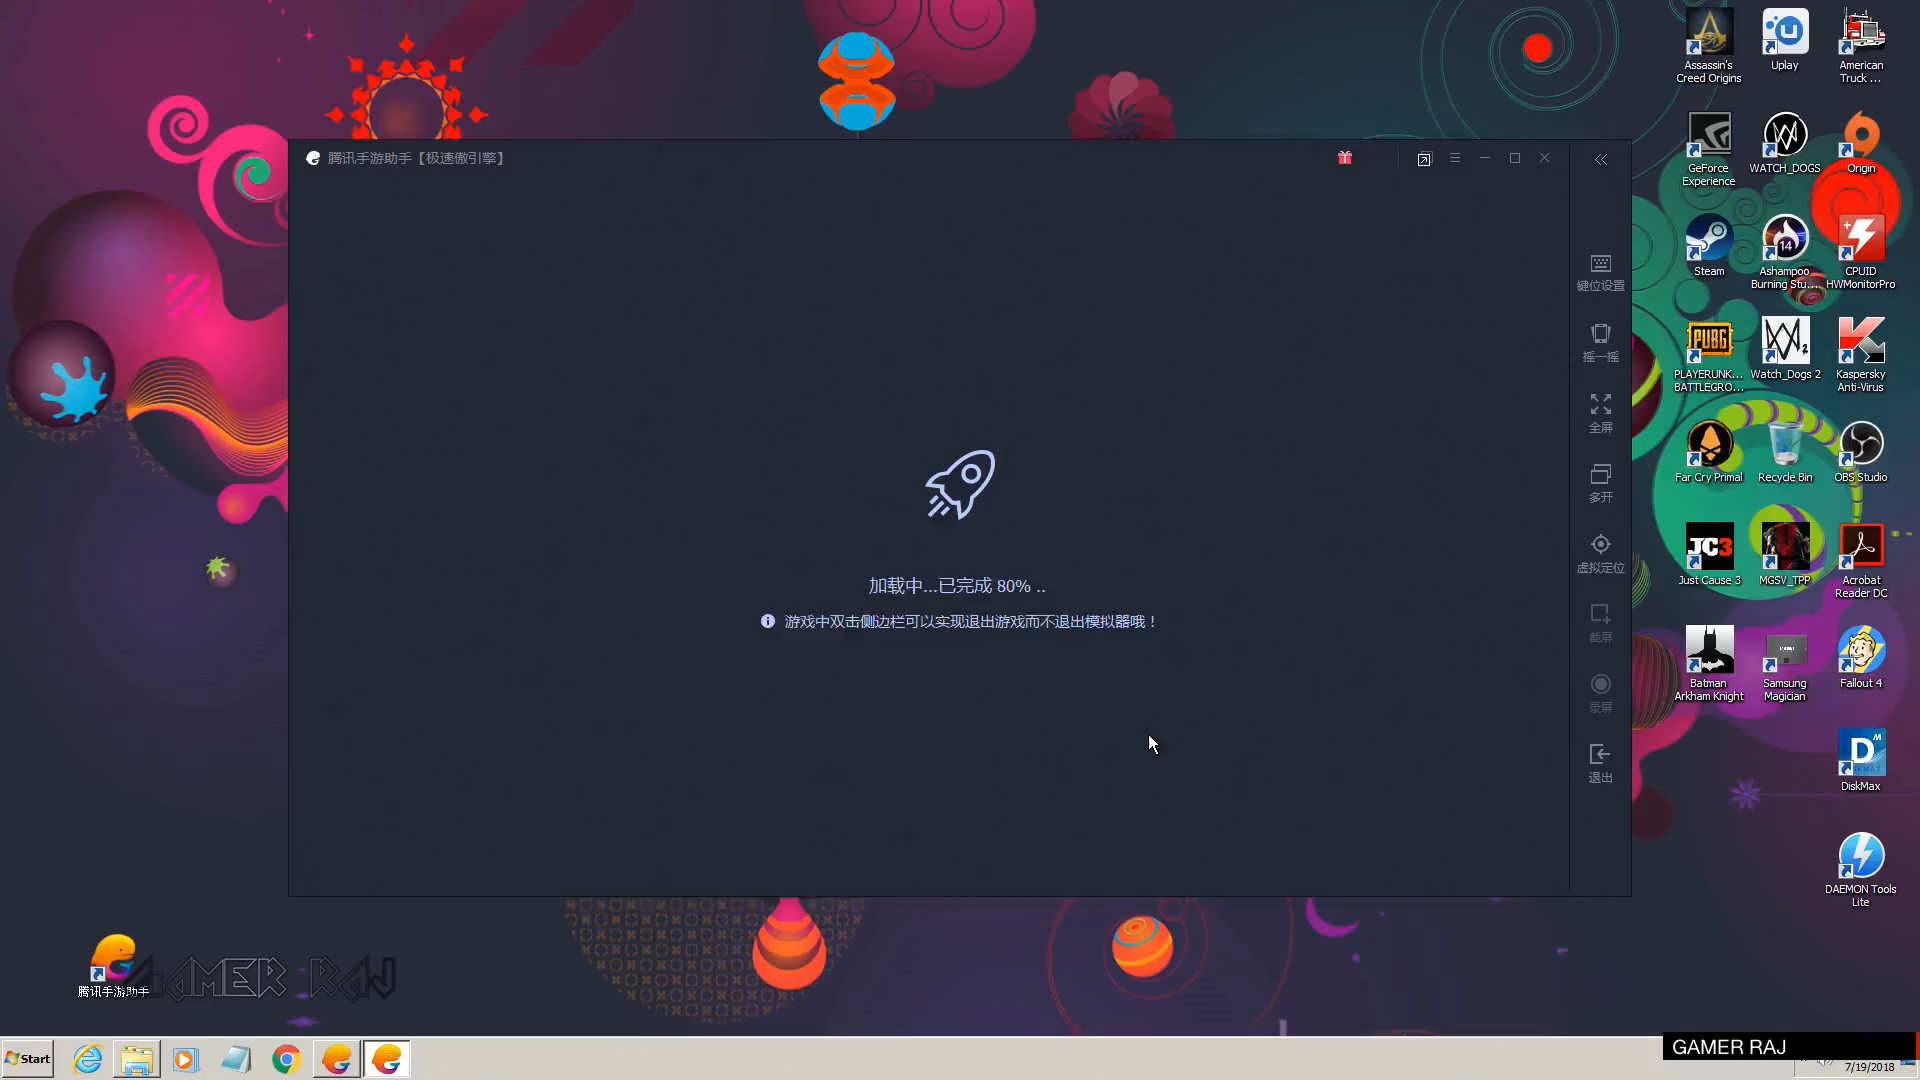 腾讯手游助手【极速傲引擎】
键位设置
摇一摇
全屏
多开
虚拟定位
截屏
录屏
退出
加载中...已完成 80% ..
游戏中双击侧边栏可以实现退出游戏而不退出模拟器哦！
Assassin's
Creed Origins
Uplay
American
Truck ...
GeForce
Experience
WATCH_DOGS
Origin
Steam
14
Ashampoo
Burning Stu...
CPUID
HWMonitorPro
PUBG
PLAYERUNK...
BATTLEGRO...
2
Watch_Dogs 2
Kaspersky
Anti-Virus
Far Cry Primal
Recycle Bin
OBS Studio
JC3
Just Cause 3
MGSV_TPP
Acrobat
Reader DC
Batman
Arkham Knight
Samsung
Magician
Fallout 4
D M
DiskMax
DAEMON Tools
Lite
腾讯手游助手
GAMER RAJ
Start
GAMER RAJ
7/19/2018